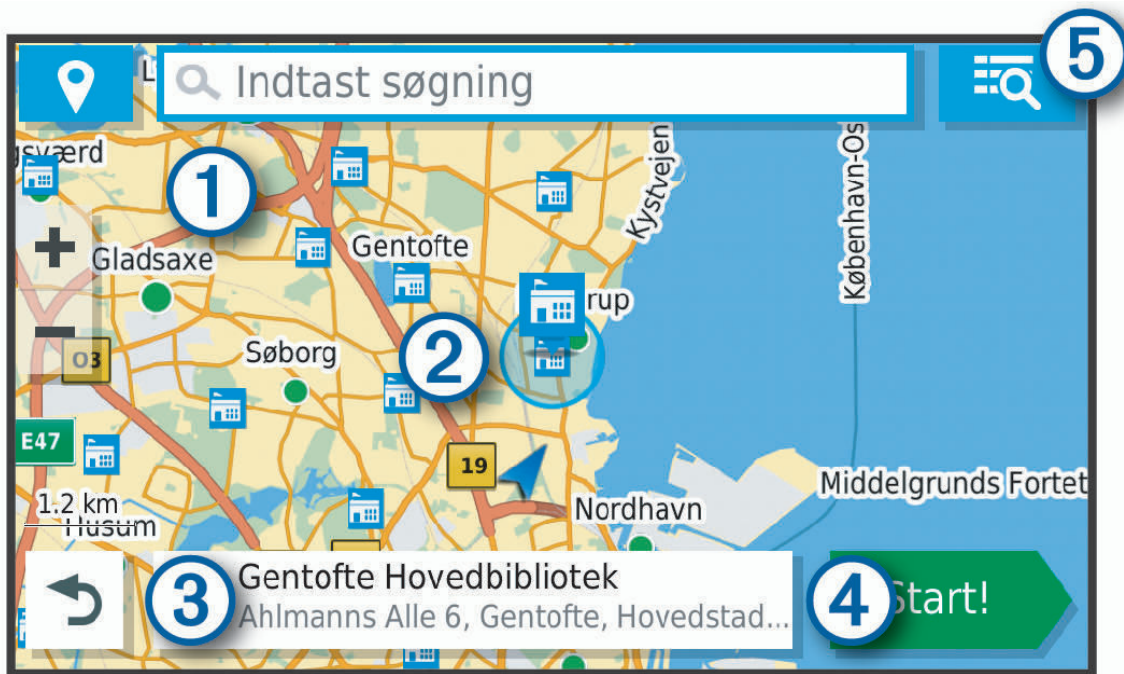 5
Indtast søgning
1
Gladsaxe
Gentofte
Kystvejen
København-Os
rup
2
O3
Søborg
E47
19
1.2 km
Husum
Nordhavn
Middelgrunds Fortet
3
Gentofte Hovedbibliotek
Ahlmanns Alle 6, Gentofte, Hovedstad...
4
Start!